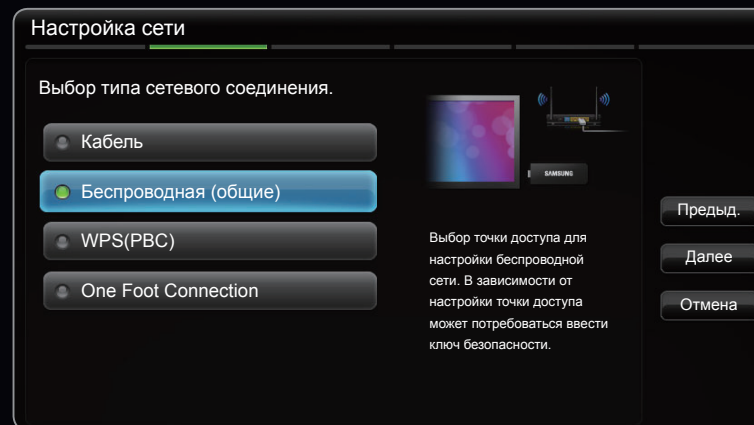 Настройка сети
Выбор типа сетевого соединения.
Кабель
Беспроводная (общие)
WPS(PBC)
One Foot Connection
SAMSUNG
Выбор точки доступа для
настройки беспроводной
сети. В зависимости от
настройки точки доступа
может потребоваться ввести
ключ безопасности.
Предыд.
Далее
Отмена